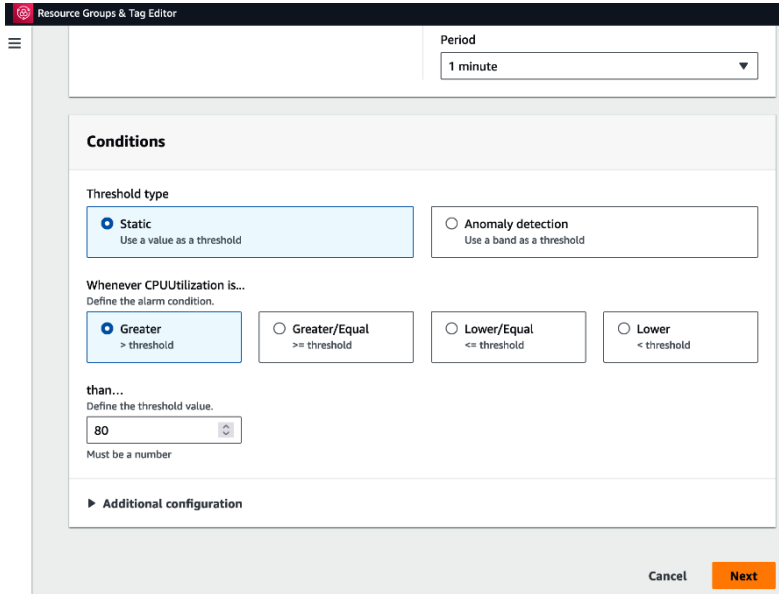 Resource Groups & Tag Editor
Period
1 minute
Conditions
Threshold type
Static
Use a value as a threshold
Anomaly detection
Use a band as a threshold
Whenever CPUUtilization is...
Define the alarm condition.
Greater
> threshold
Greater/Equal
>= threshold
Lower/Equal
<= threshold
Lower
< threshold
than...
Define the threshold value.
80
Must be a number
Additional configuration
Cancel
Next